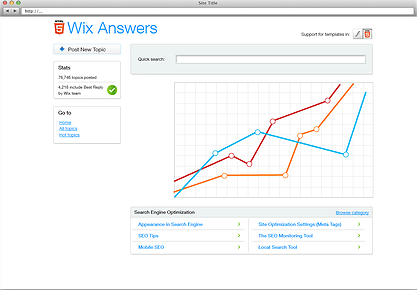 Site Title
http://...
HTML
5
Wix Answers
Support for templates in:
Post New Topic
Quick search:
Stats
76,746 topics posted
4,216 include Best Reply
by Wix team
Go to
Home
All topics
Hot topics
Search Engine Optimization
Browse category
Appearance in Search Engine
Site Optimization Settings (Meta Tags)
SEO Tips
The SEO Monitoring Tool
Mobile SEO
Local Search Tool